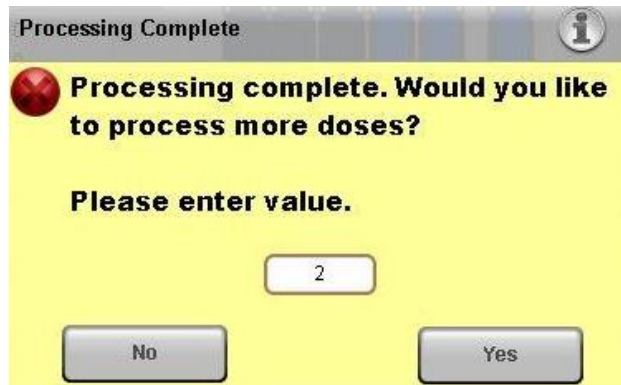 Processing Complete
Processing complete. Would you like
to process more doses?
Please enter value.
2
No
Yes